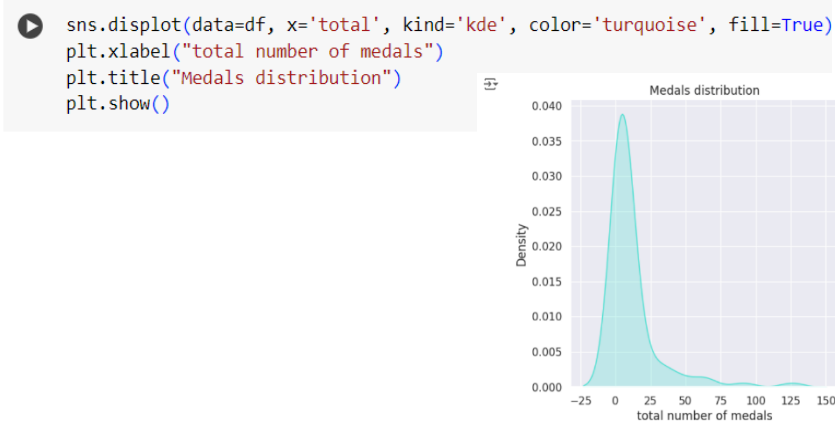 sns.displot(data=df, x='total', kind='kde', color='turquoise', fill=True)
plt.xlabel("total number of medals")
plt.title("Medals distribution")
plt.show()
Medals distribution
0.040
0.035
0.030
0.025
0.020
0.015
0.010
0.005
0.000
Density
−25 0 25 50 75 100 125 150
total number of medals